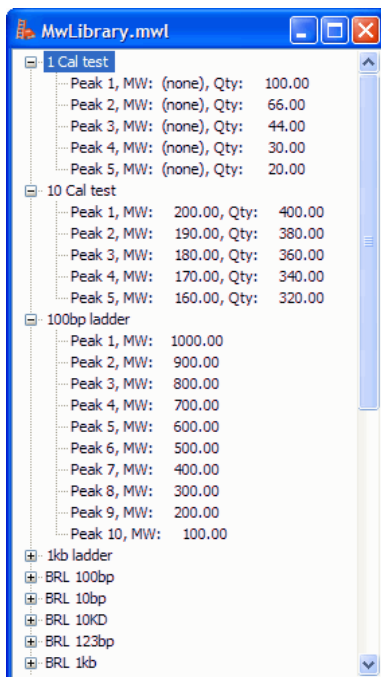 MwLibrary.mwl
1 Cal test
Peak 1, MW: (none), Qty: 100.00
Peak 2, MW: (none), Qty: 66.00
Peak 3, MW: (none), Qty: 44.00
Peak 4, MW: (none), Qty: 30.00
Peak 5, MW: (none), Qty: 20.00
10 Cal test
Peak 1, MW: 200.00, Qty: 400.00
Peak 2, MW: 190.00, Qty: 380.00
Peak 3, MW: 180.00, Qty: 360.00
Peak 4, MW: 170.00, Qty: 340.00
Peak 5, MW: 160.00, Qty: 320.00
100bp ladder
Peak 1, MW: 1000.00
Peak 2, MW: 900.00
Peak 3, MW: 800.00
Peak 4, MW: 700.00
Peak 5, MW: 600.00
Peak 6, MW: 500.00
Peak 7, MW: 400.00
Peak 8, MW: 300.00
Peak 9, MW: 200.00
Peak 10, MW: 100.00
1kb ladder
BRL 100bp
BRL 10bp
BRL 10KD
BRL 123bp
BRL 1kb